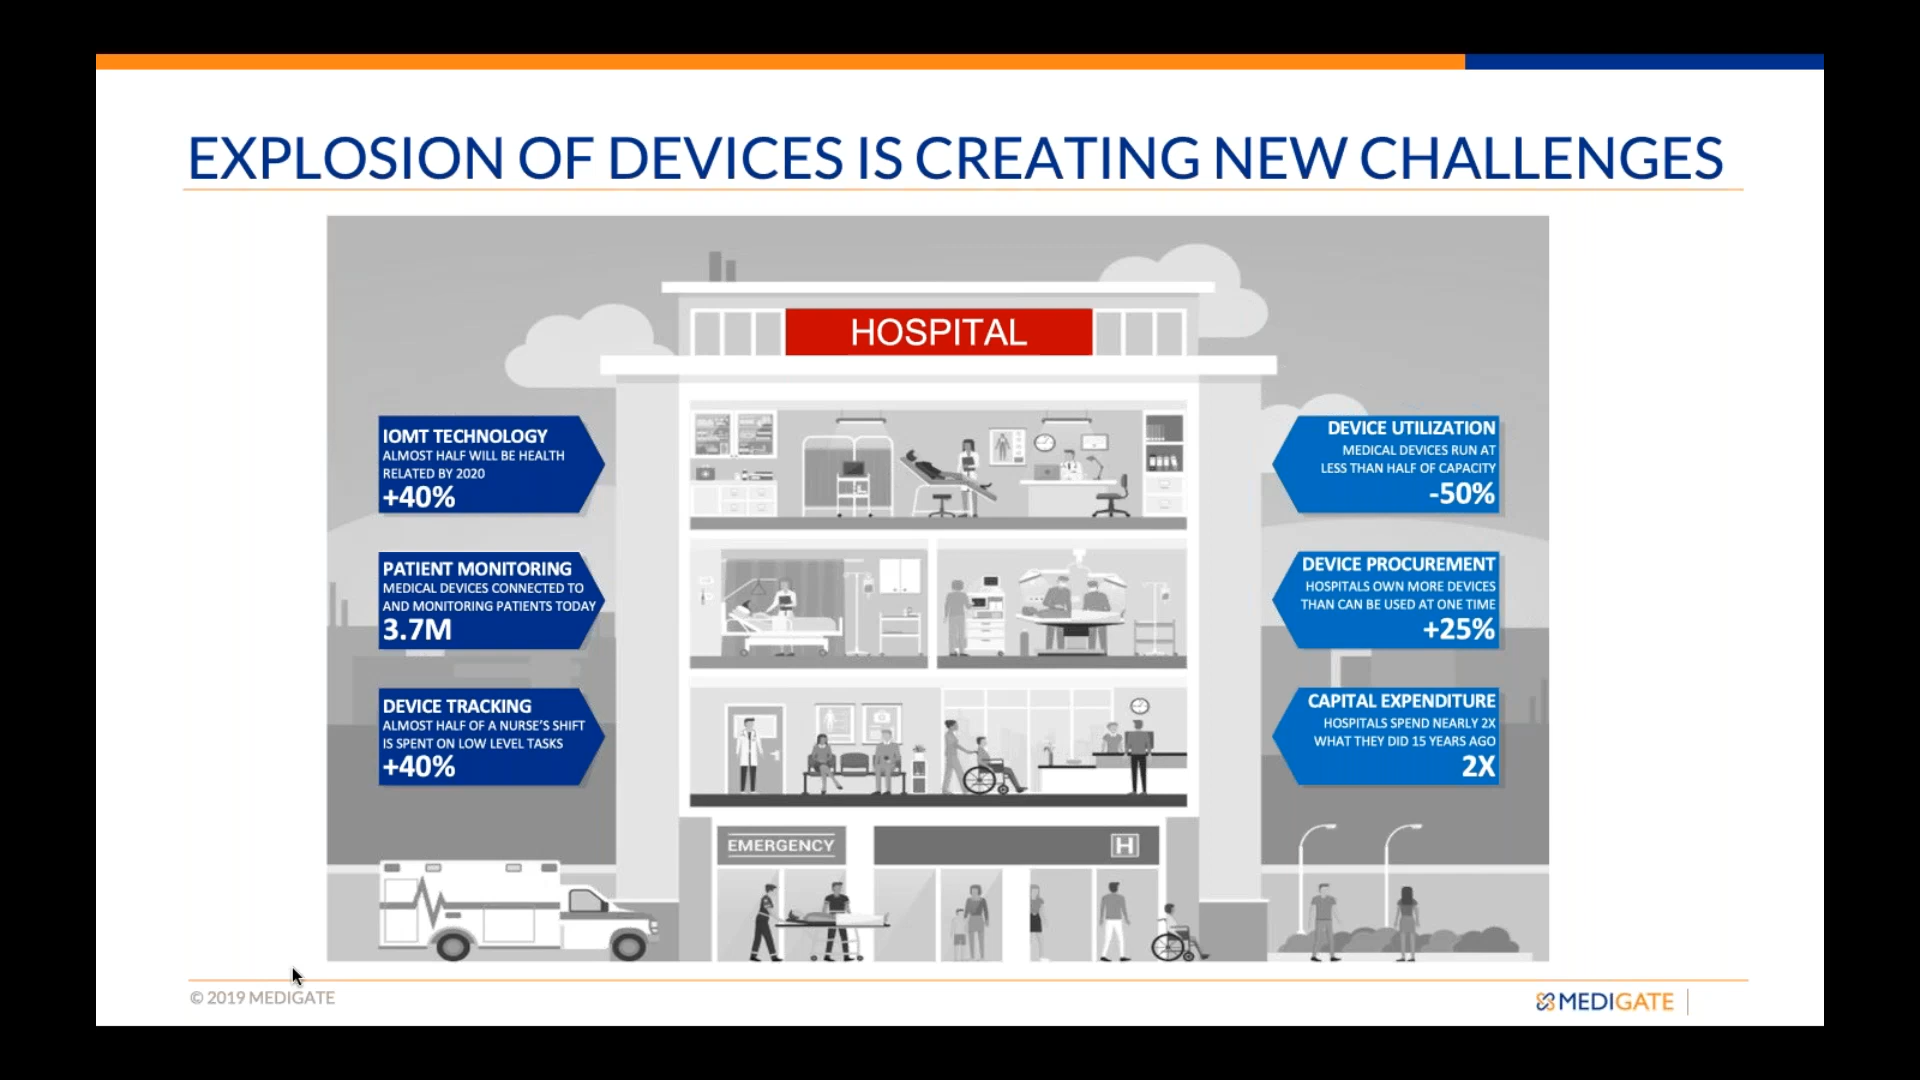 EXPLOSION OF DEVICES IS CREATING NEW CHALLENGES
HOSPITAL
IOMT TECHNOLOGY
ALMOST HALF WILL BE HEALTH
RELATED BY 2020
+40%
PATIENT MONITORING
MEDICAL DEVICES CONNECTED TO
AND MONITORING PATIENTS TODAY
3.7M
DEVICE TRACKING
ALMOST HALF OF A NURSE'S SHIFT
IS SPENT ON LOW LEVEL TASKS
+40%
DEVICE UTILIZATION
MEDICAL DEVICES RUN AT
LESS THAN HALF OF CAPACITY
-50%
DEVICE PROCUREMENT
HOSPITALS OWN MORE DEVICES
THAN CAN BE USED AT ONE TIME
+25%
CAPITAL EXPENDITURE
HOSPITALS SPEND NEARLY 2X
WHAT THEY DID 15 YEARS AGO
2X
EMERGENCY
H
© 2019 MEDIGATE
MEDIGATE